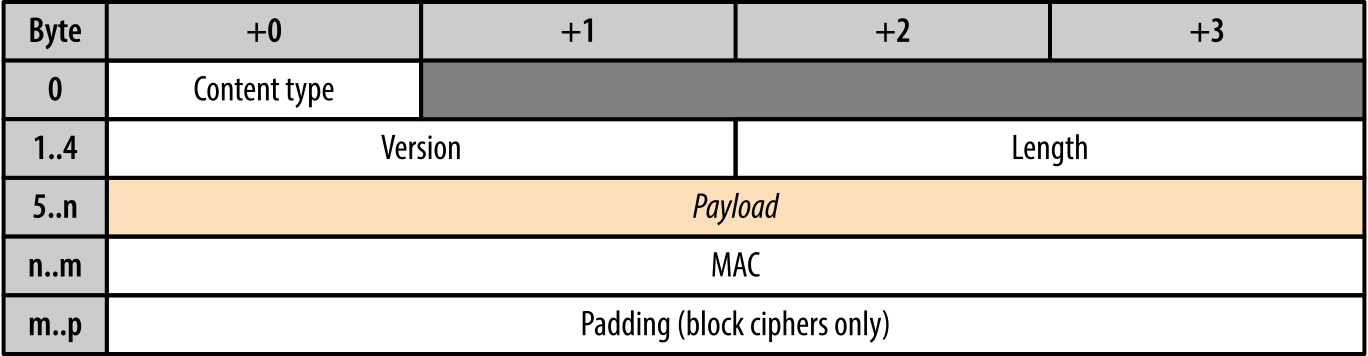 Byte +0 +1 +2 +3
0 Content type
1..4 Version Length
5..n Payload
n..m MAC
m..p Padding (block ciphers only)